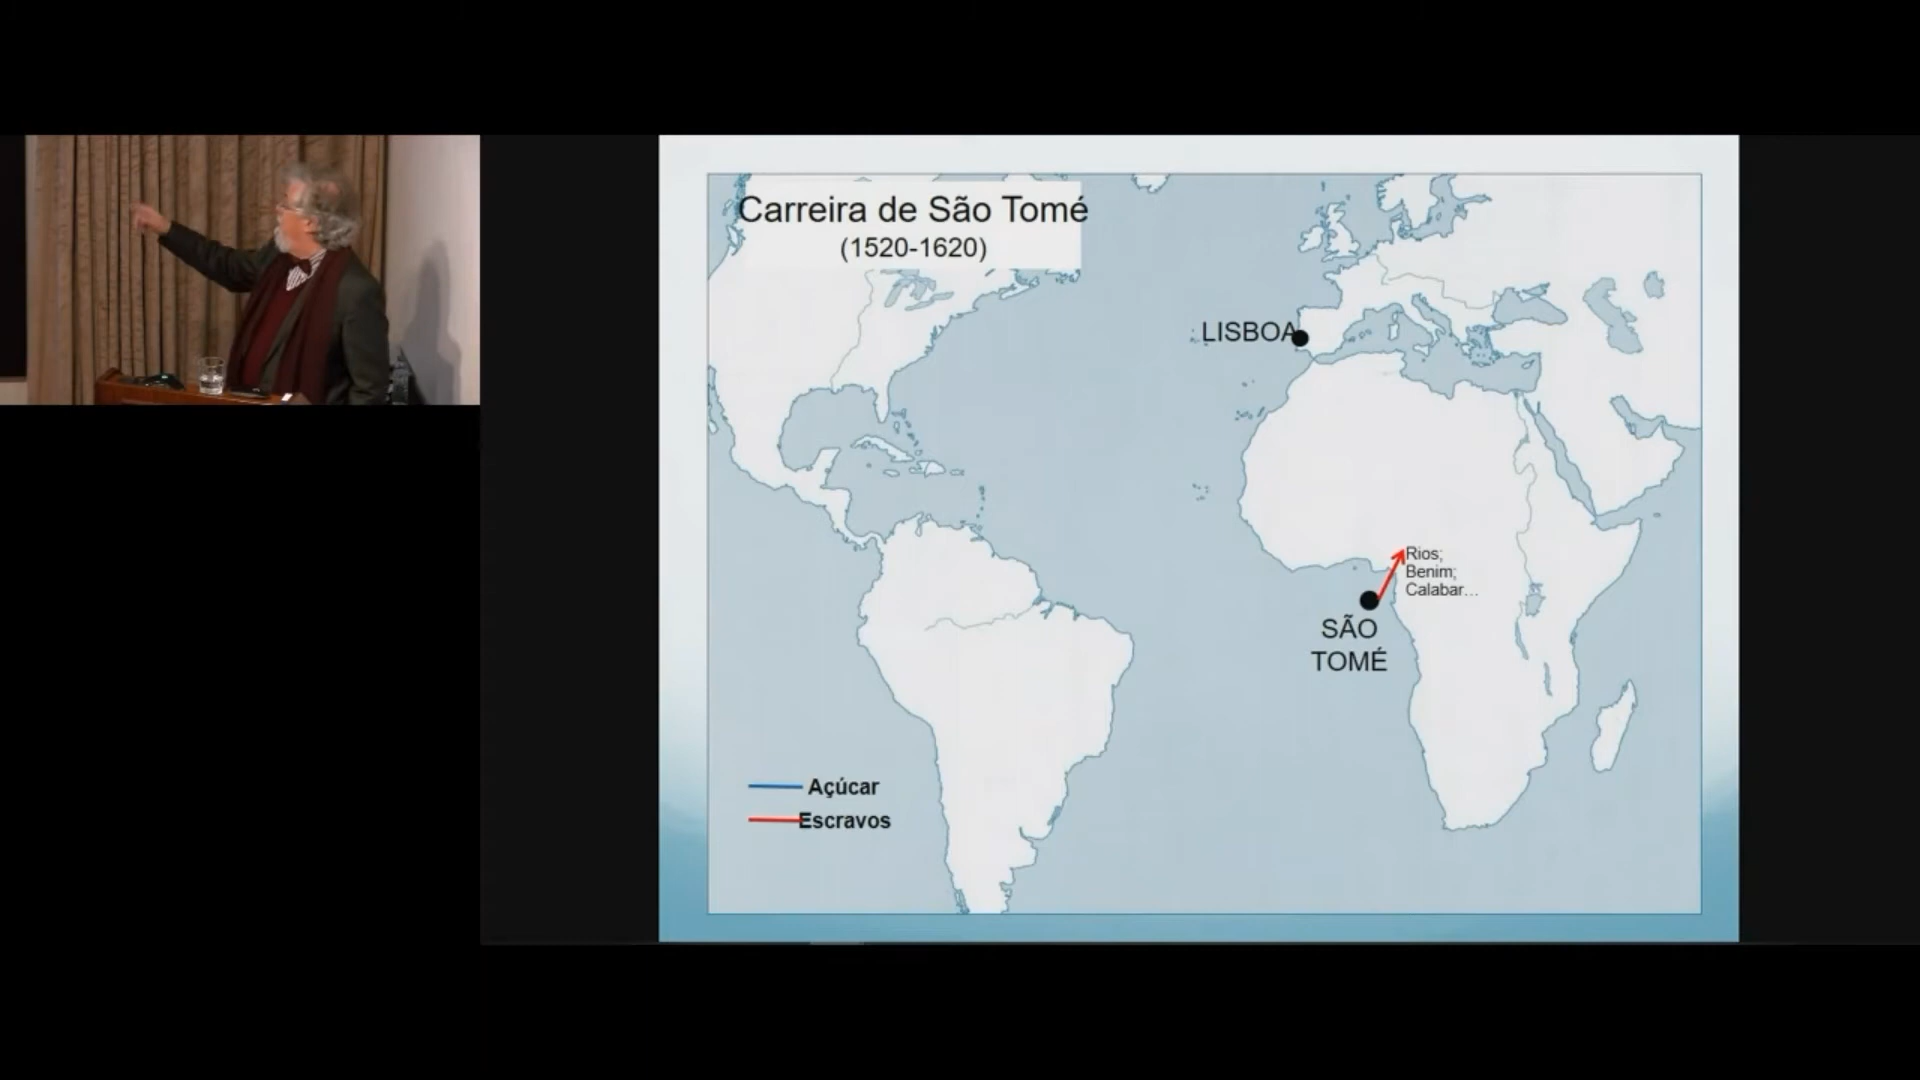 Carreira de São Tomé
(1520-1620)
LISBOA
Rios;
Benim;
Calabar...
SÃO
TOMÉ
Açúcar
Escravos